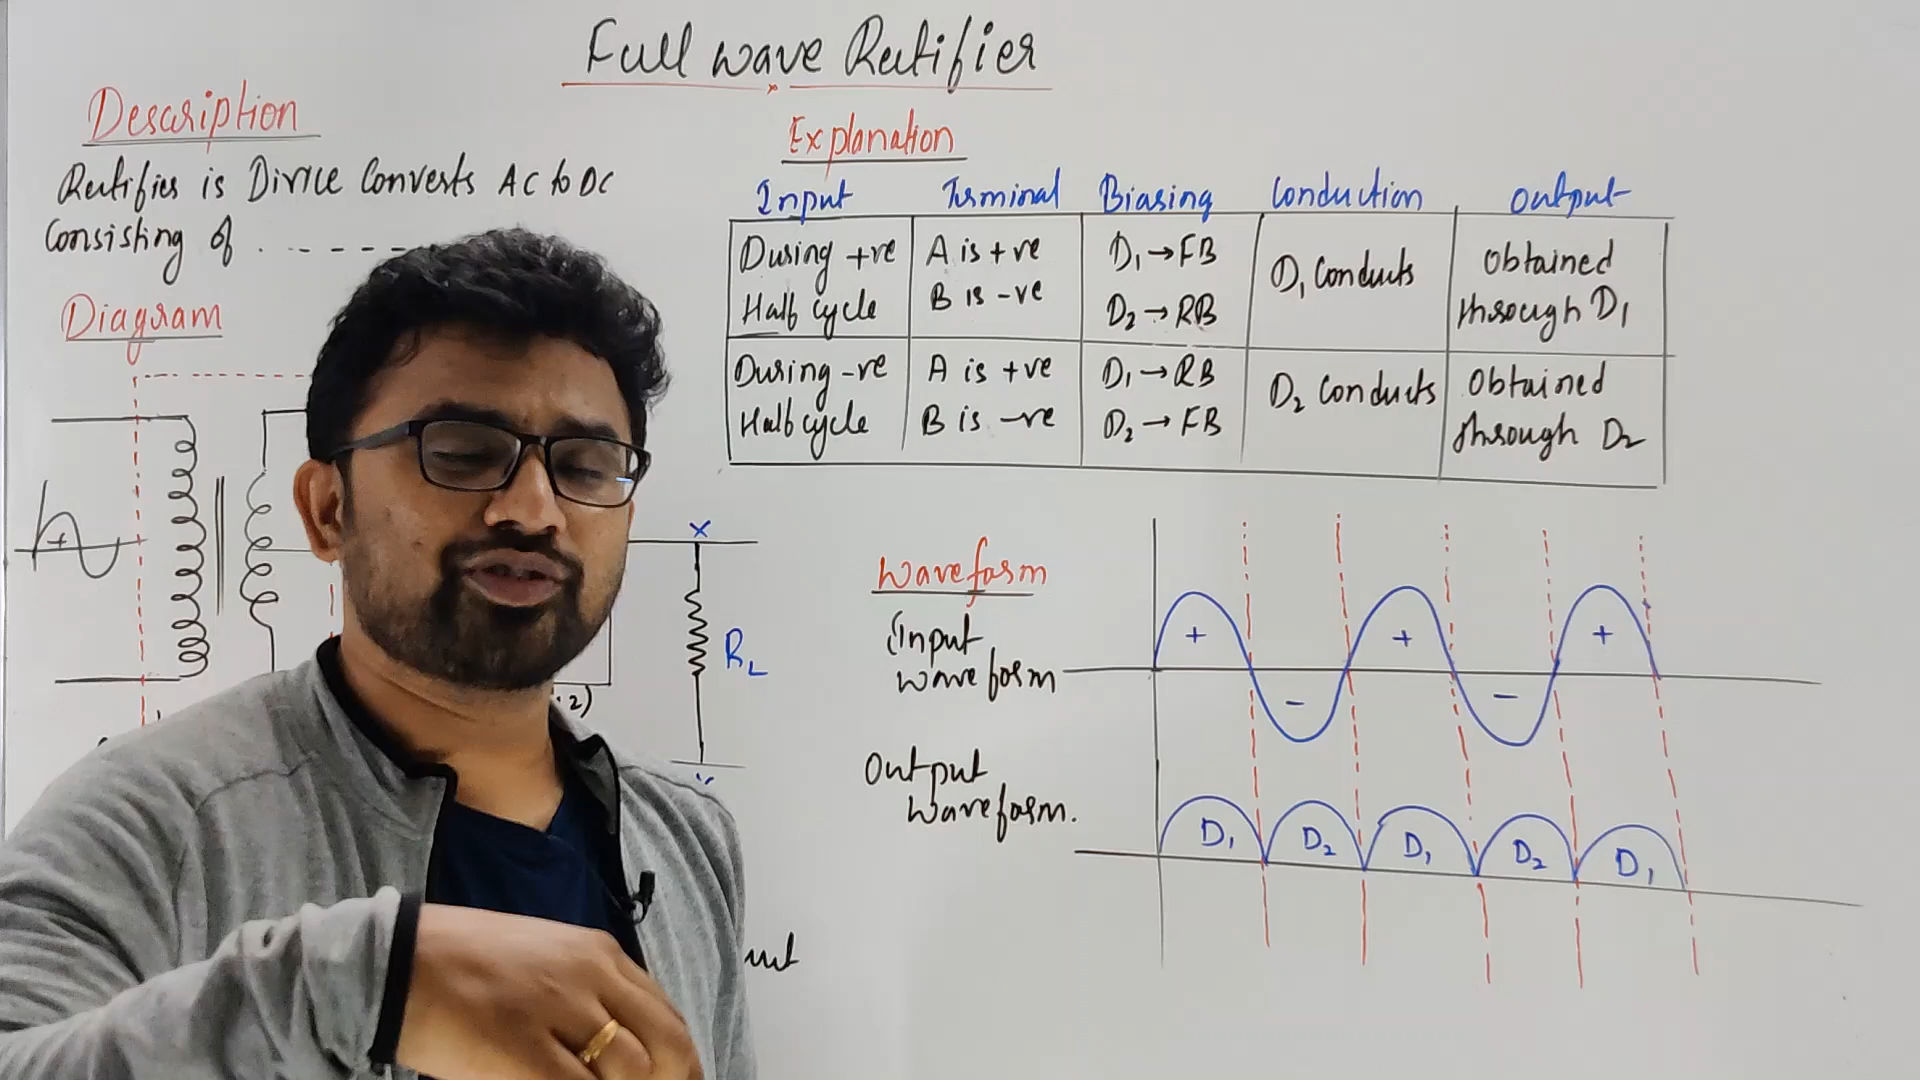 Full wave Rectifier
Description
Rectifier is Divice Converts AC to DC
Consisting of . - - - - -
Diagram
+
X
RL
2)
Explanation
Input Terminal Biasing Conduction Output
During +ve A is +ve D1→FB D1 Conducts Obtained
Half cycle B is -ve D2→RB through D1
During -ve A is +ve D1→RB D2 Conducts Obtained
Half cycle B is -ve D2→FB through D2
Waveform
Input
waveform
+ - + - +
Output
waveform.
D1 D2 D1 D2 D1